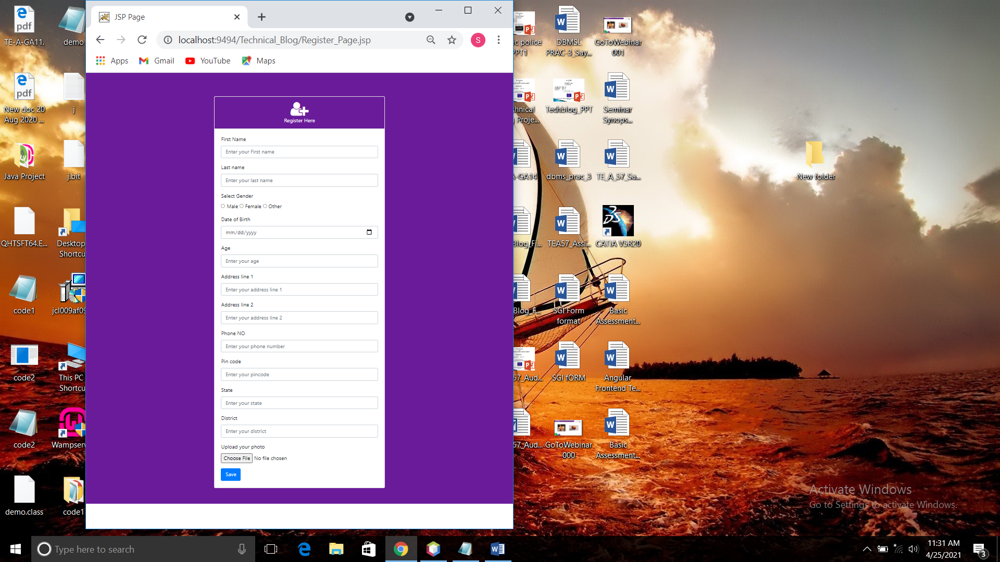 JSP Page
localhost:9494/Technical_Blog/Register_Page.jsp
S
Apps
Gmail
YouTube
Maps
Register Here
First Name
Enter your First name
Last name
Enter your last name
Select Gender
Male Female Other
Date of Birth
mm/dd/yyyy
Age
Enter your age
Address line 1
Enter your address line 1
Address line 2
Enter your address line 2
Phone NO
Enter your phone number
Pin code
Enter your pincode
State
Enter your state
District
Enter your district
Upload your photo
Choose File No file chosen
Save
pdf
TE-A-GA11.
demo
pdf
New doc 20
Aug 2020 ...
j
Java Project
j.bit
QHTSFT64.E...
Desktop
Shortcu
code1
jcl009af09
code2
This PC
Shortcu
code2
Wampserv
demo.class
code1
ic police
PPT1
DBMSL
PRAC-3_Say...
GoToWebinar
001
Techblog_PPT
Seminar
Synops...
Proje...
-GA14
dbms_prac_3
TE_A_57_Sa...
Blog_Fi...
TEA57_Assi...
CATIA V5R20
Blog_F...
SGI Form
format
Basic
Assessment...
57_Aud...
SGI fORM
Angular
Frontend Te...
57_Aud...
GoToWebinar
000
Basic
Assessment...
New folder
Activate Windows
Go to Settings to activate Windows.
Type here to search
11:31 AM
4/25/2021
3